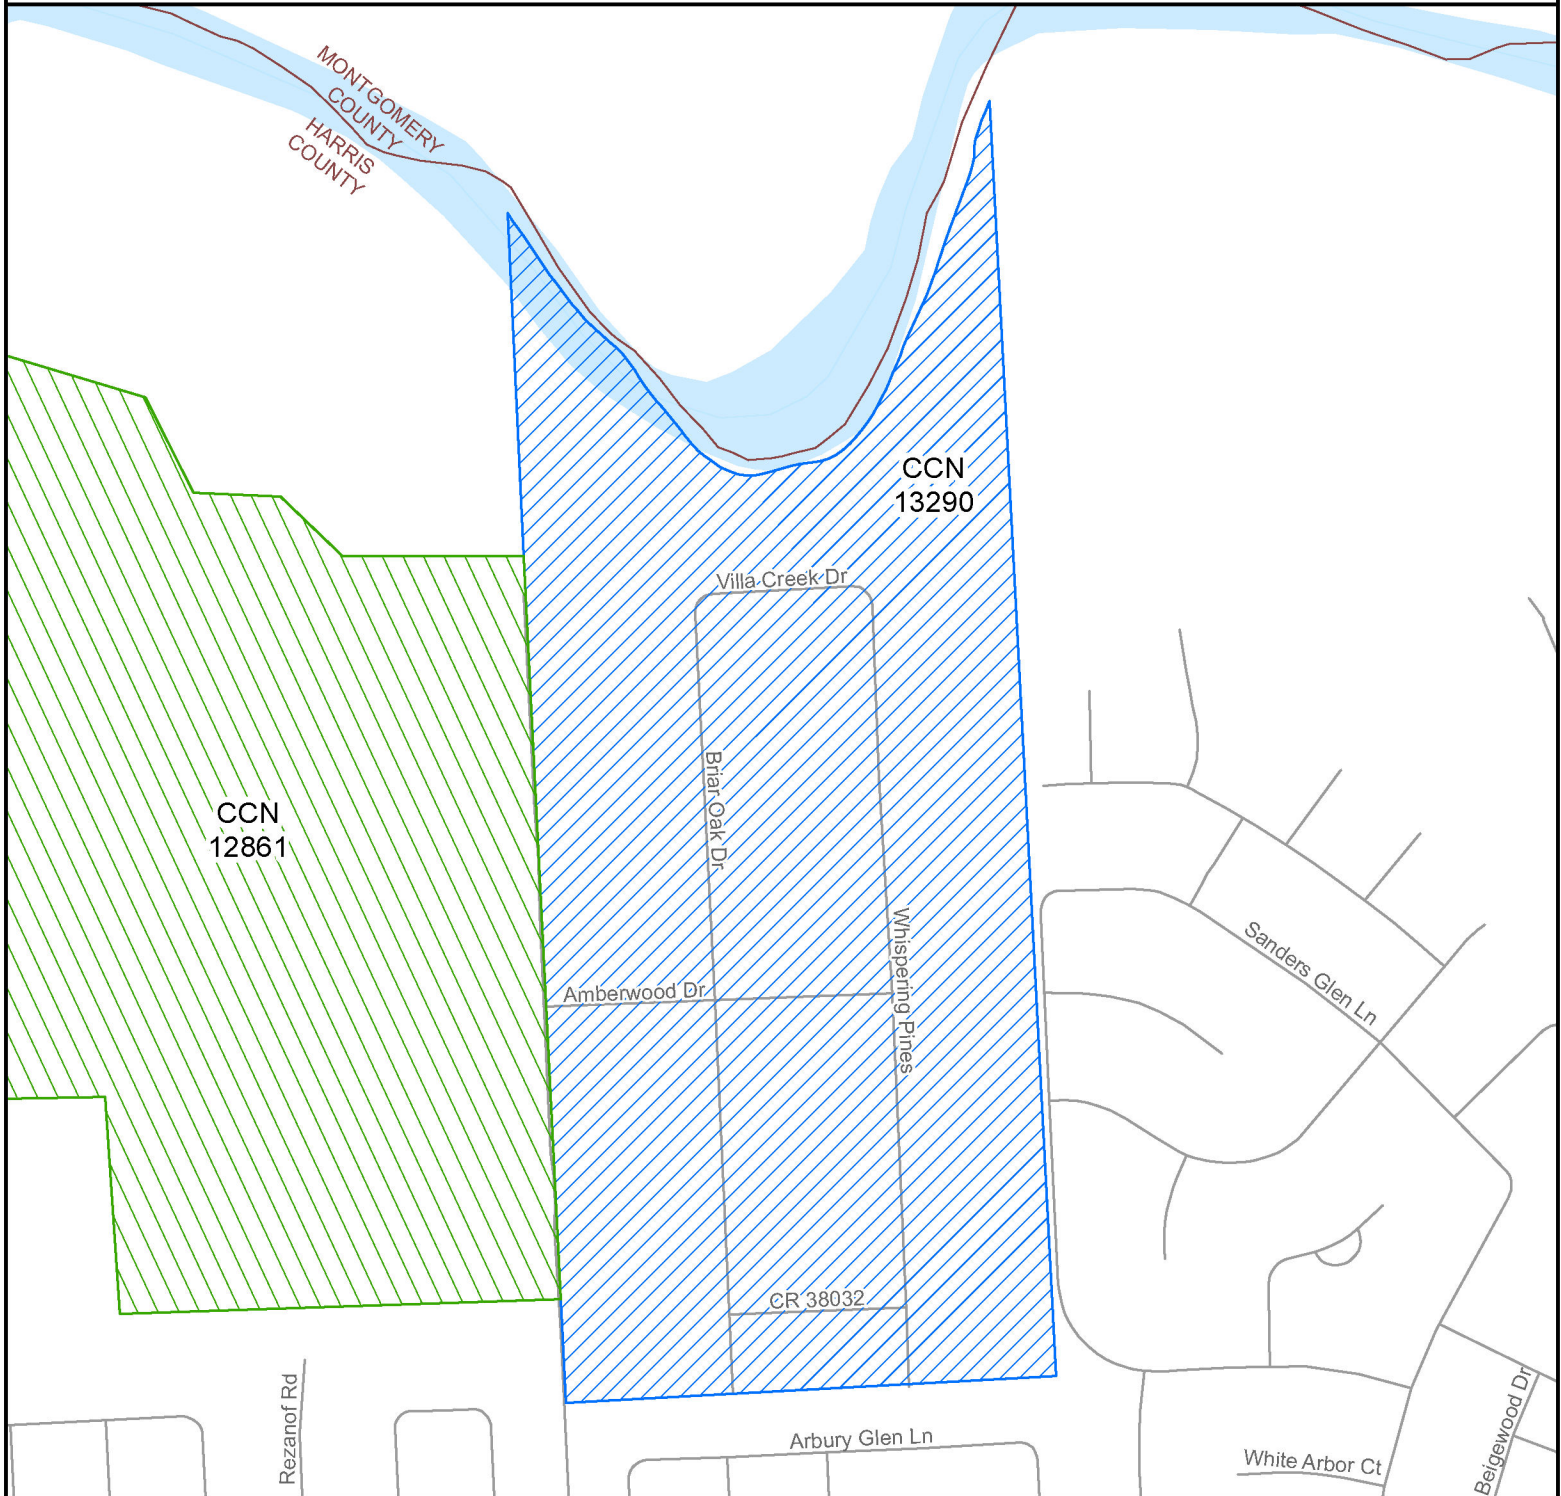 MONTGOMERY
COUNTY
HARRIS
COUNTY
CCN
13290
Villa Creek Dr
Briar Oak Dr
CCN
12861
Whispering Pines
Sanders Glen Ln
Amberwood Dr
CR 38032
Rezanof Rd
Arbury Glen Ln
White Arbor Ct
Beigewood Dr